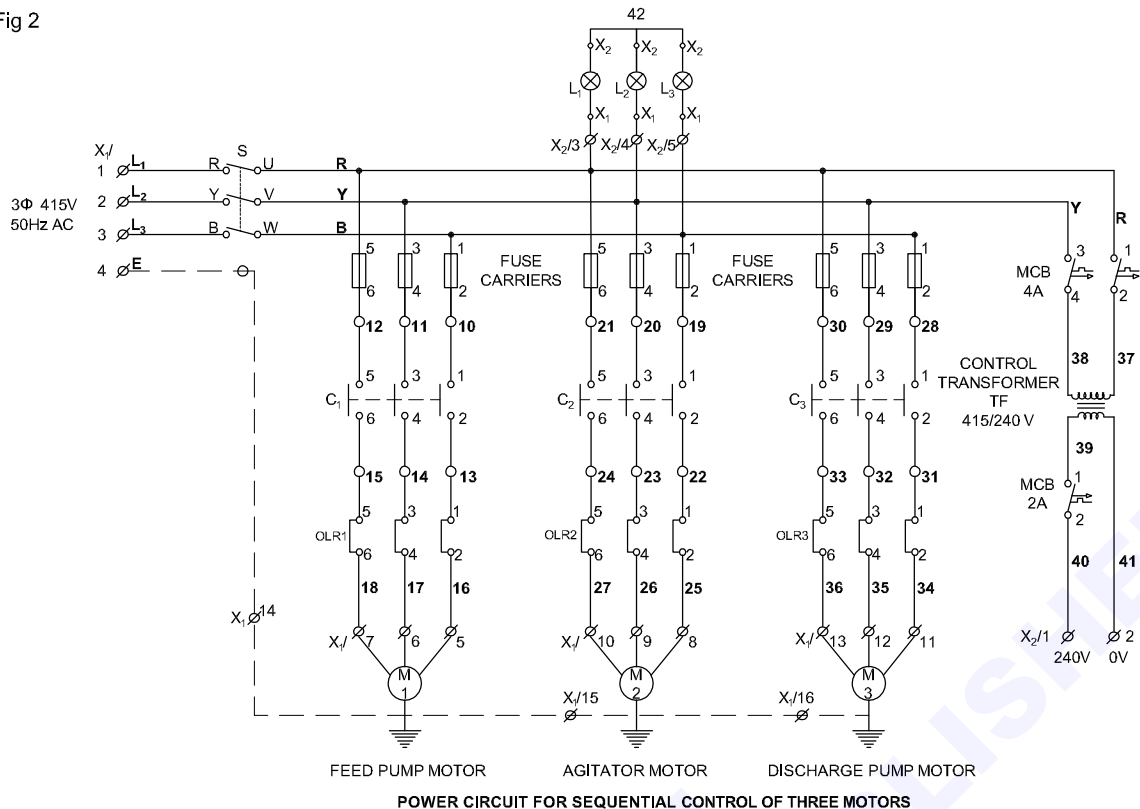 Fig 2
42
X2 X2 X2
L1 L2 L3
X1 X1 X1
X2/3 X2/4 X2/5
X1/
S
1 L1 R U R
2 L2 Y V Y Y R
3Φ 415V
50Hz AC
3 L3 B W B
4 E
5 3 1 5 3 1 5 3 1 3 1
FUSE
CARRIERS
FUSE
CARRIERS
MCB
4A
6 4 2 6 4 2 6 4 2 4 2
12 11 10 21 20 19 30 29 28
38 37
CONTROL
TRANSFORMER
TF
415/240 V
5 3 1 5 3 1 5 3 1
C1 C2 C3
6 4 2 6 4 2 6 4 2
39
15 14 13 24 23 22 33 32 31
MCB
2A
1
2
5 3 1 5 3 1 5 3 1
OLR1 OLR2 OLR3
6 4 2 6 4 2 6 4 2
18 17 16 27 26 25 36 35 34 40 41
X1 14
X1/ 7 6 5 X1/ 10 9 8 X1/ 13 12 11 X2/1 2
240V 0V
M
1
M
2
M
3
X1/15 X1/16
FEED PUMP MOTOR AGITATOR MOTOR DISCHARGE PUMP MOTOR
POWER CIRCUIT FOR SEQUENTIAL CONTROL OF THREE MOTORS